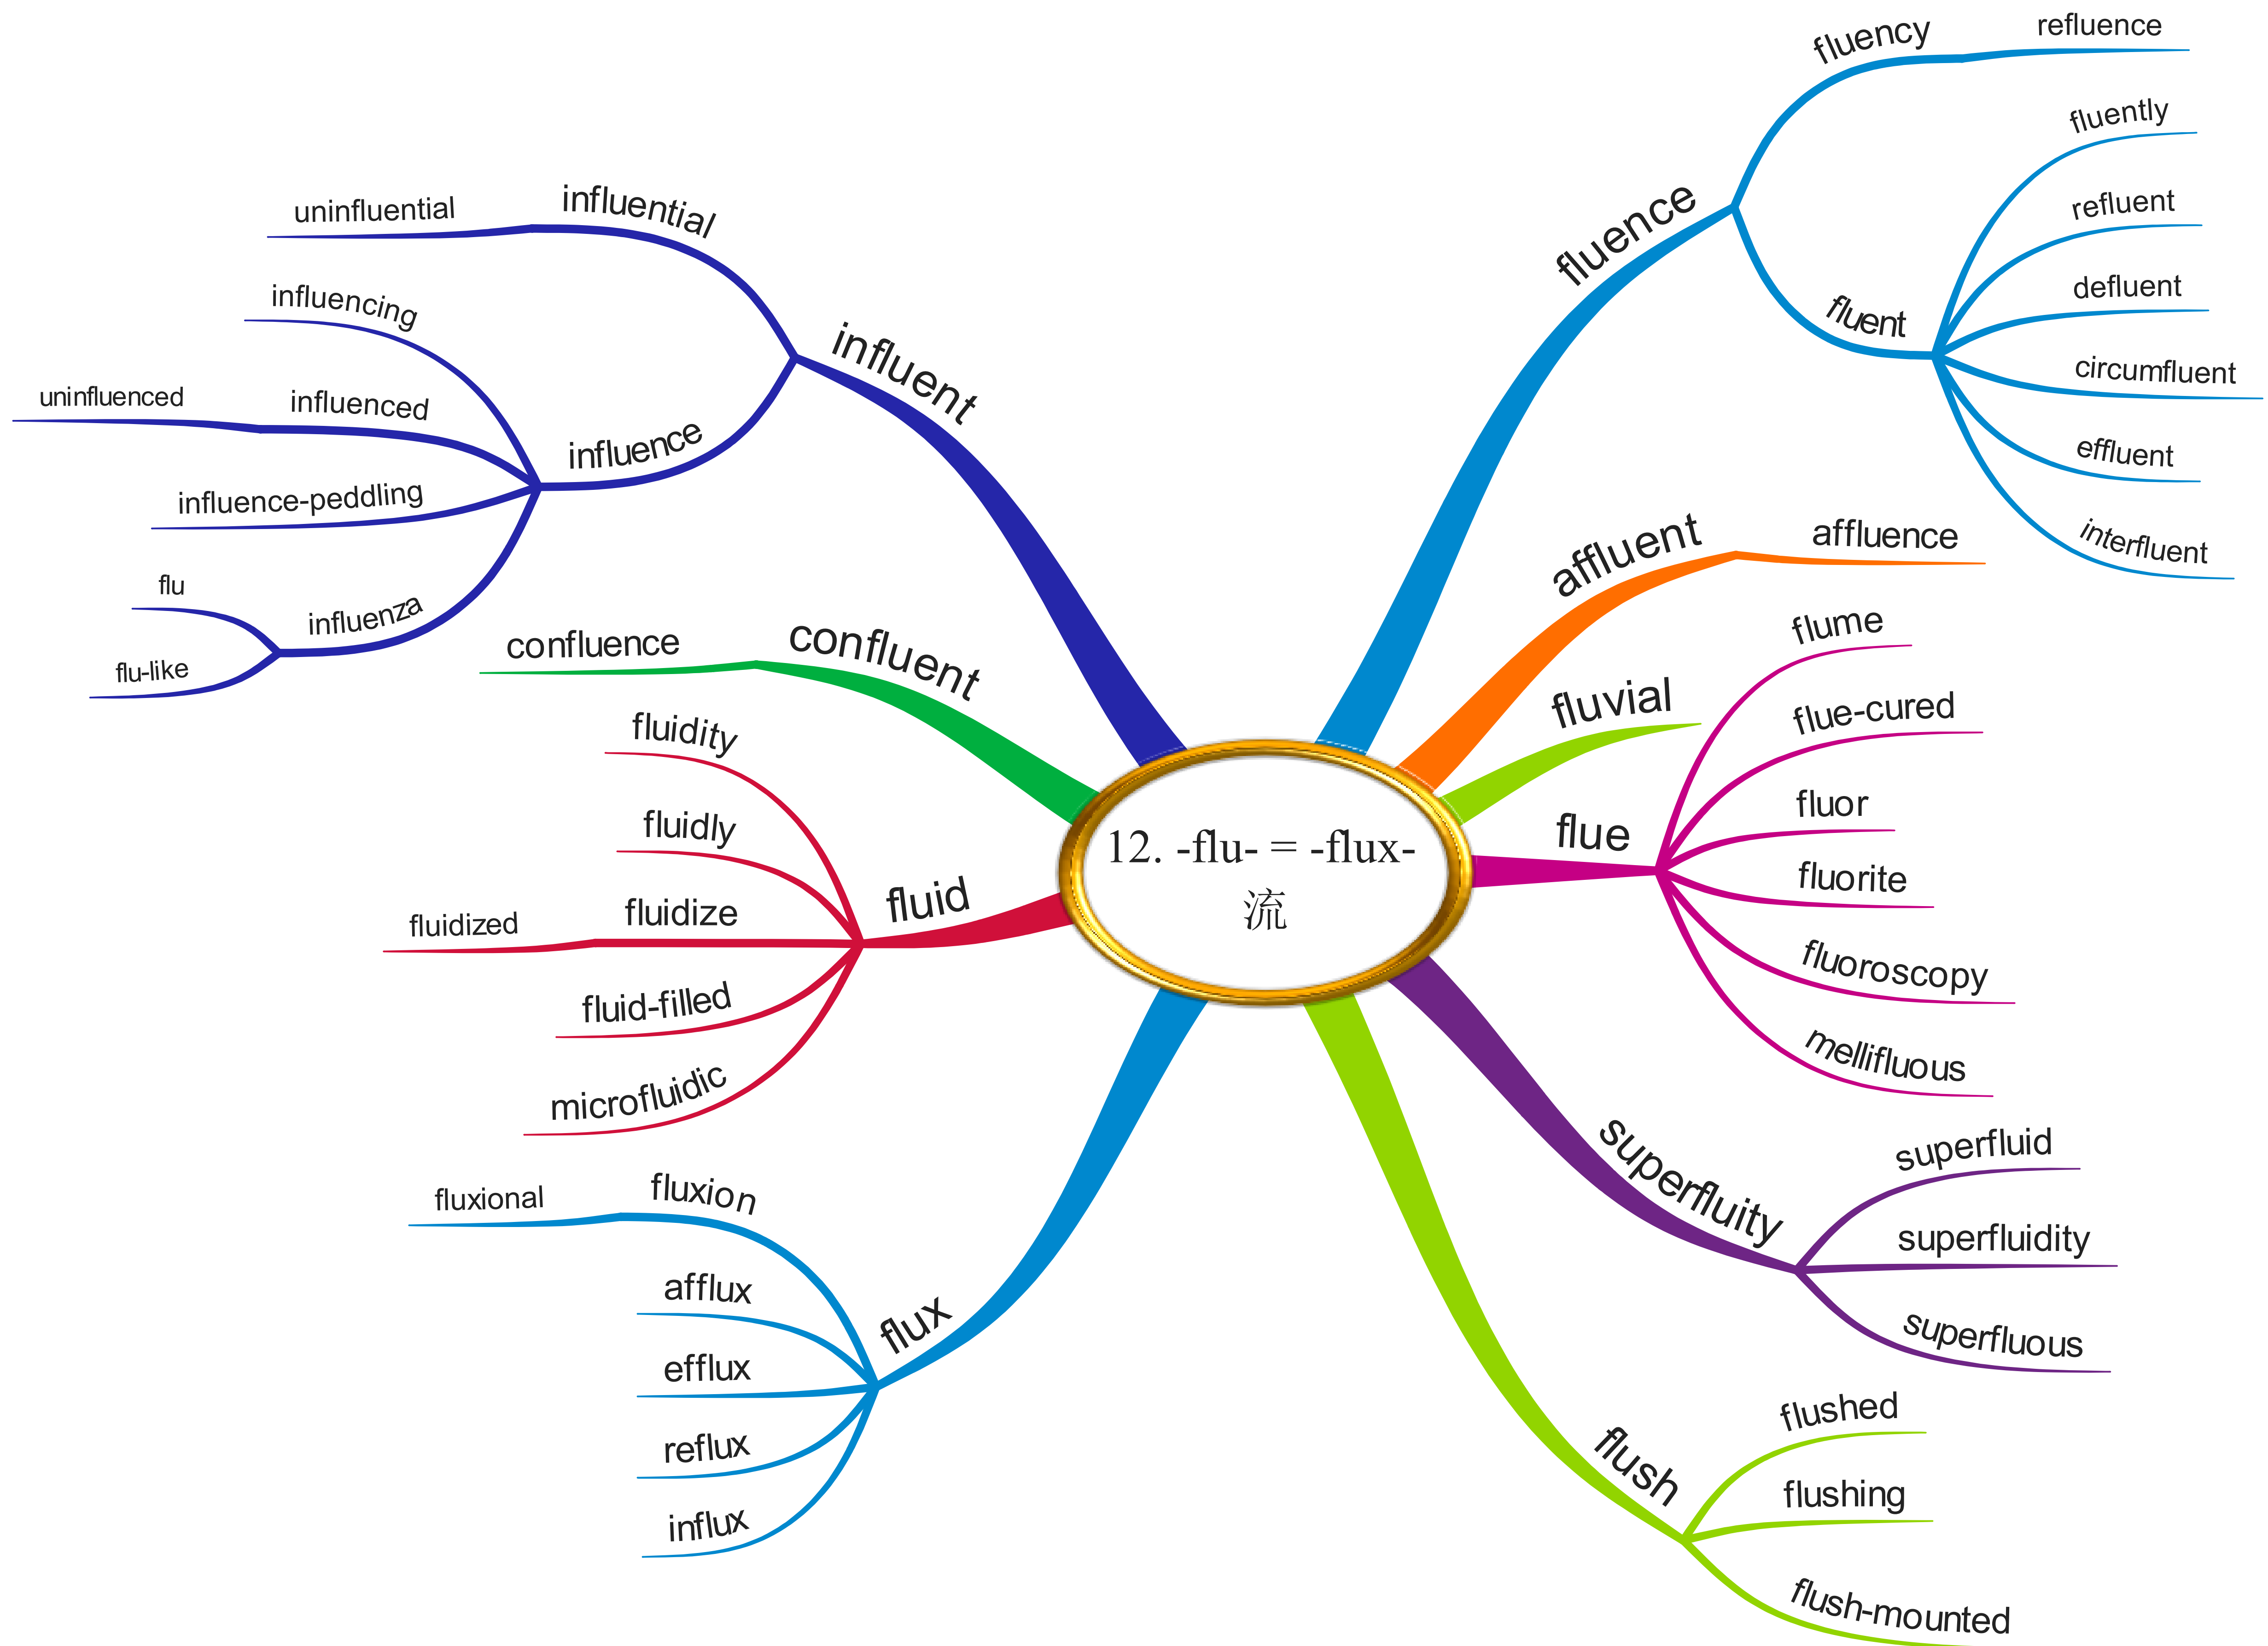 12. -flu- = -flux-
流
fluence
fluency
refluence
fluent
fluently
refluent
defluent
circumfluent
effluent
interfluent
affluent
affluence
fluvial
flue
flume
flue-cured
fluor
fluorite
fluoroscopy
mellifluous
superfluity
superfluid
superfluidity
superfluous
flush
flushed
flushing
flush-mounted
flux
fluxion
fluxional
afflux
efflux
reflux
influx
fluid
fluidity
fluidly
fluidize
fluidized
fluid-filled
microfluidic
confluent
confluence
influent
influential
uninfluential
influence
influencing
influenced
uninfluenced
influence-peddling
influenza
flu
flu-like